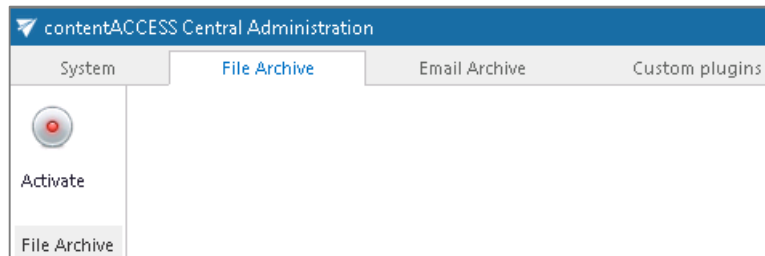 contentACCESS Central Administration
System File Archive Email Archive Custom plugins
Activate
File Archive